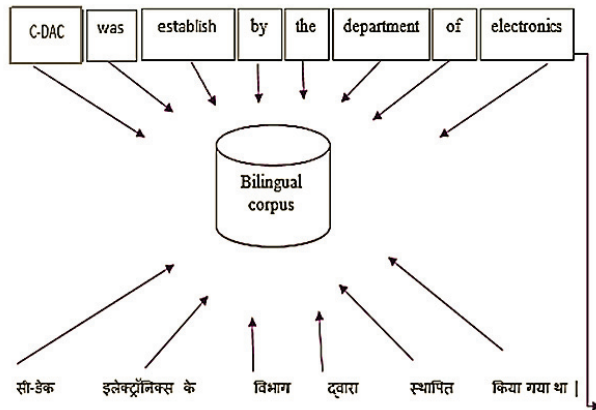 C-DAC was establish by the department of electronics
Bilingual
corpus
सी-डेक इलेक्ट्रॉनिक्स के विभाग द्वारा स्थापित किया गया था |